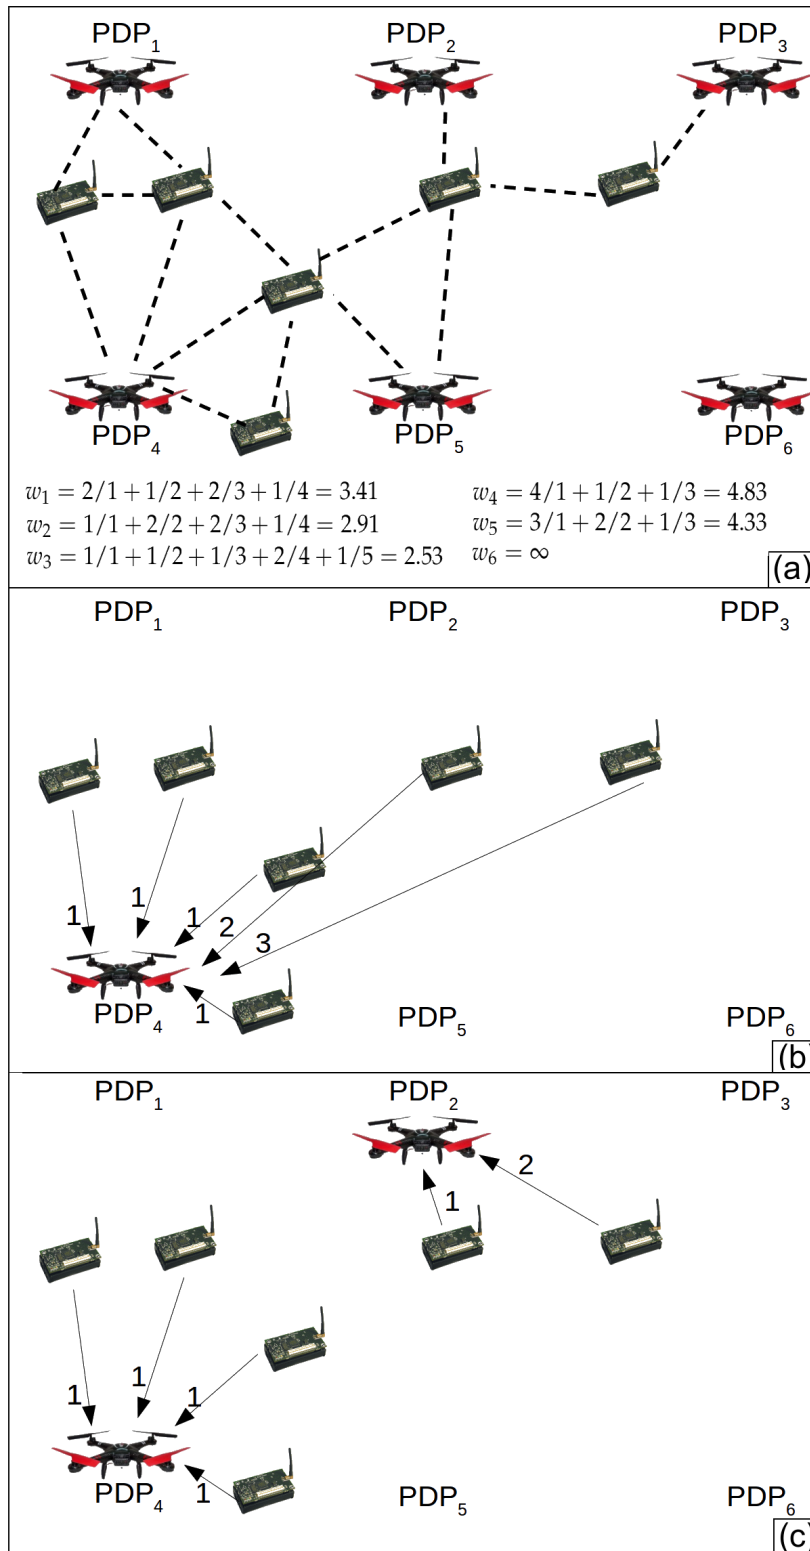 PDP₁ PDP₂ PDP₃
PDP₄ PDP₅ PDP₆
w₁ = 2/1 + 1/2 + 2/3 + 1/4 = 3.41 w₄ = 4/1 + 1/2 + 1/3 = 4.83
w₂ = 1/1 + 2/2 + 2/3 + 1/4 = 2.91 w₅ = 3/1 + 2/2 + 1/3 = 4.33
w₃ = 1/1 + 1/2 + 1/3 + 2/4 + 1/5 = 2.53 w₆ = ∞
(a)
PDP₁ PDP₂ PDP₃
1 1 1 2 3
1
PDP₄ PDP₅ PDP₆
(b)
PDP₁ PDP₂ PDP₃
1 2
1 1 1
1
PDP₄ PDP₅ PDP₆
(c)